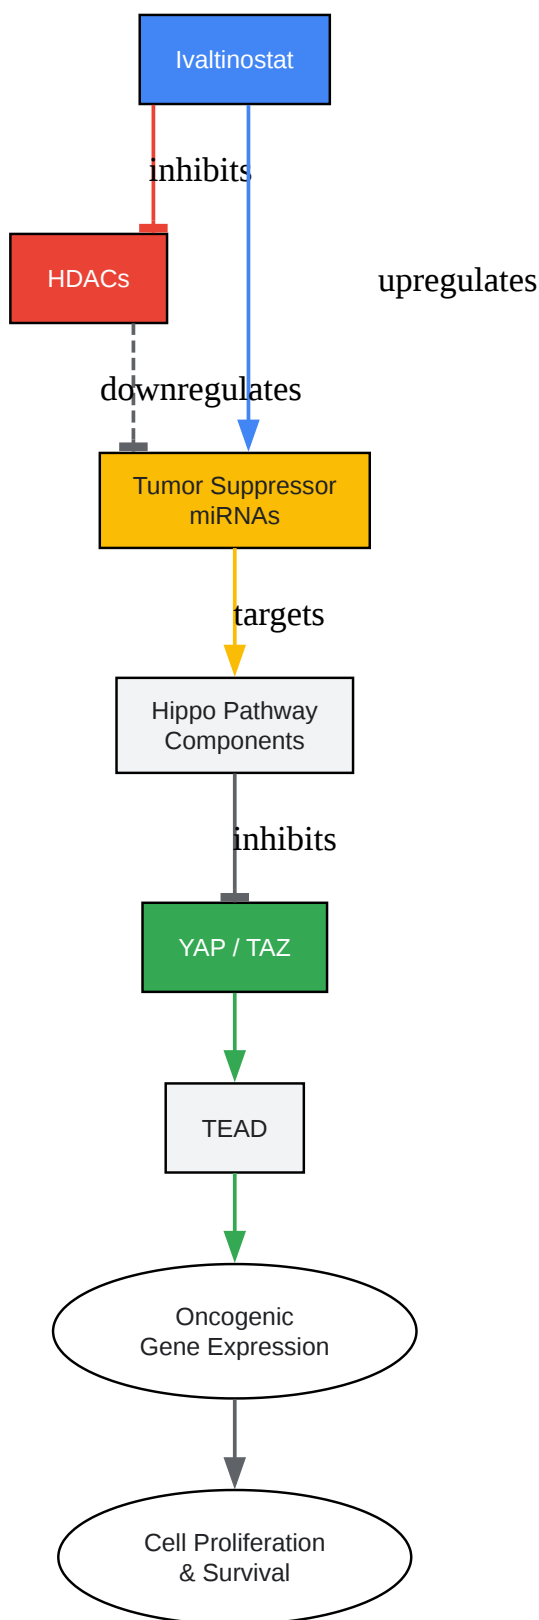 Ivaltinostat
inhibits
HDACs
upregulates
downregulates
Tumor Suppressor
miRNAs
targets
Hippo Pathway
Components
inhibits
YAP / TAZ
TEAD
Oncogenic
Gene Expression
Cell Proliferation
& Survival